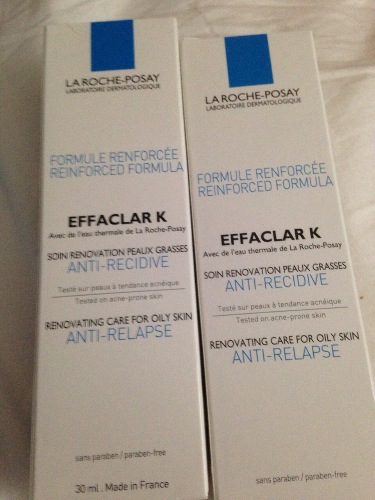 LA ROCHE-POSAY
LABORATOIRE DERMATOLOGIQUE
FORMULE RENFORCÉE
REINFORCED FORMULA
EFFACLAR K
Avec de l'eau thermale de La Roche-Posay
SOIN RENOVATION PEAUX GRASSES
ANTI-RECIDIVE
Testé sur peaux à tendance acnéique
Tested on acne-prone skin
RENOVATING CARE FOR OILY SKIN
ANTI-RELAPSE
sans paraben / paraben-free
30 ml . Made in France
LA ROCHE-POSAY
LABORATOIRE DERMATOLOGIQUE
FORMULE RENFORCÉE
REINFORCED FORMULA
EFFACLAR K
Avec de l'eau thermale de La Roche-Posay
SOIN RENOVATION PEAUX GRASSES
ANTI-RECIDIVE
Testé sur peaux à tendance acnéique
Tested on acne-prone skin
RENOVATING CARE FOR OILY SKIN
ANTI-RELAPSE
sans paraben / paraben-free